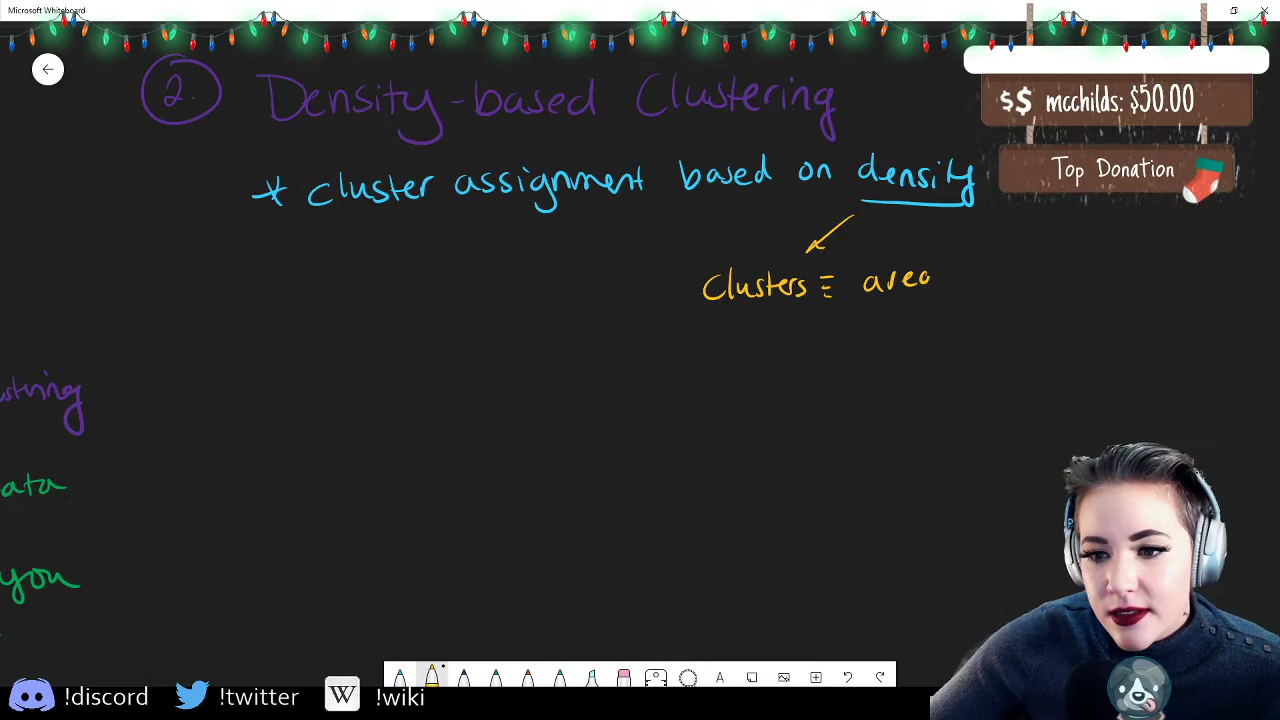 Microsoft Whiteboard
2. Density-based Clustering
$$ mcchilds: $50.00
Top Donation
* cluster assignment based on density
Clusters ≡ area
ata
you
!discord
!twitter
W !wiki